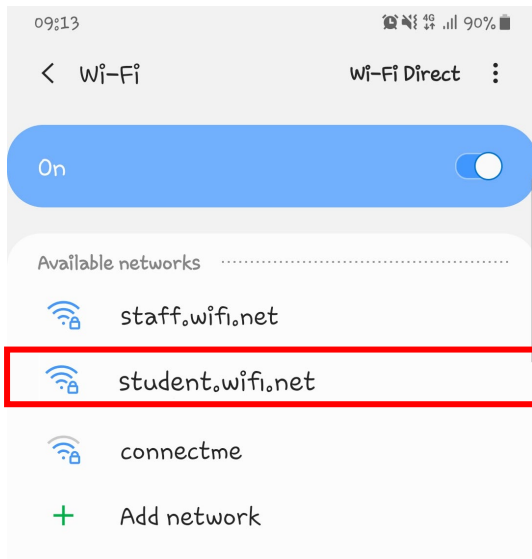 09:13 4G 90%
Wi-Fi Wi-Fi Direct
On
Available networks
staff.wifi.net
student.wifi.net
connectme
Add network